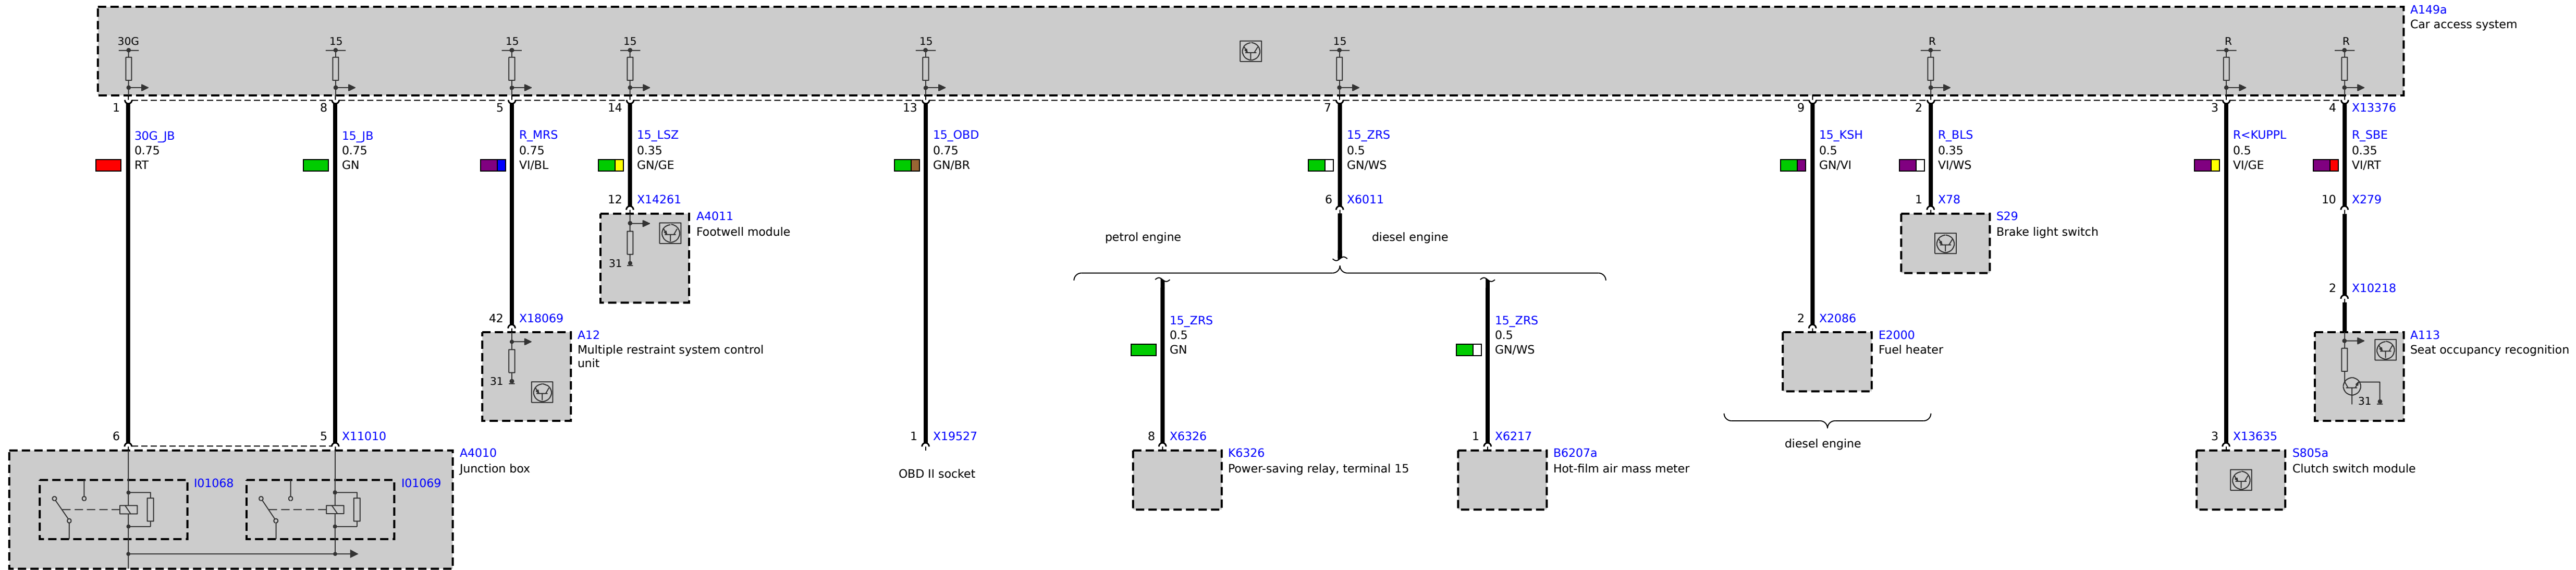 A149a
Car access system
30G
15
15
15
15
15
R
R
R
1
8
5
14
13
7
9
2
3
4
X13376
30G_JB
0.75
RT
15_JB
0.75
GN
R_MRS
0.75
VI/BL
15_LSZ
0.35
GN/GE
15_OBD
0.75
GN/BR
15_ZRS
0.5
GN/WS
15_KSH
0.5
GN/VI
R_BLS
0.35
VI/WS
R<KUPPL
0.5
VI/GE
R_SBE
0.35
VI/RT
12
X14261
6
X6011
1
X78
10
X279
A4011
Footwell module
31
petrol engine
diesel engine
S29
Brake light switch
2
X10218
42
X18069
A12
Multiple restraint system control
unit
31
15_ZRS
0.5
GN
15_ZRS
0.5
GN/WS
2
X2086
E2000
Fuel heater
diesel engine
A113
Seat occupancy recognition
31
6
5
X11010
1
X19527
OBD II socket
8
X6326
1
X6217
3
X13635
A4010
Junction box
I01068
I01069
K6326
Power-saving relay, terminal 15
B6207a
Hot-film air mass meter
S805a
Clutch switch module